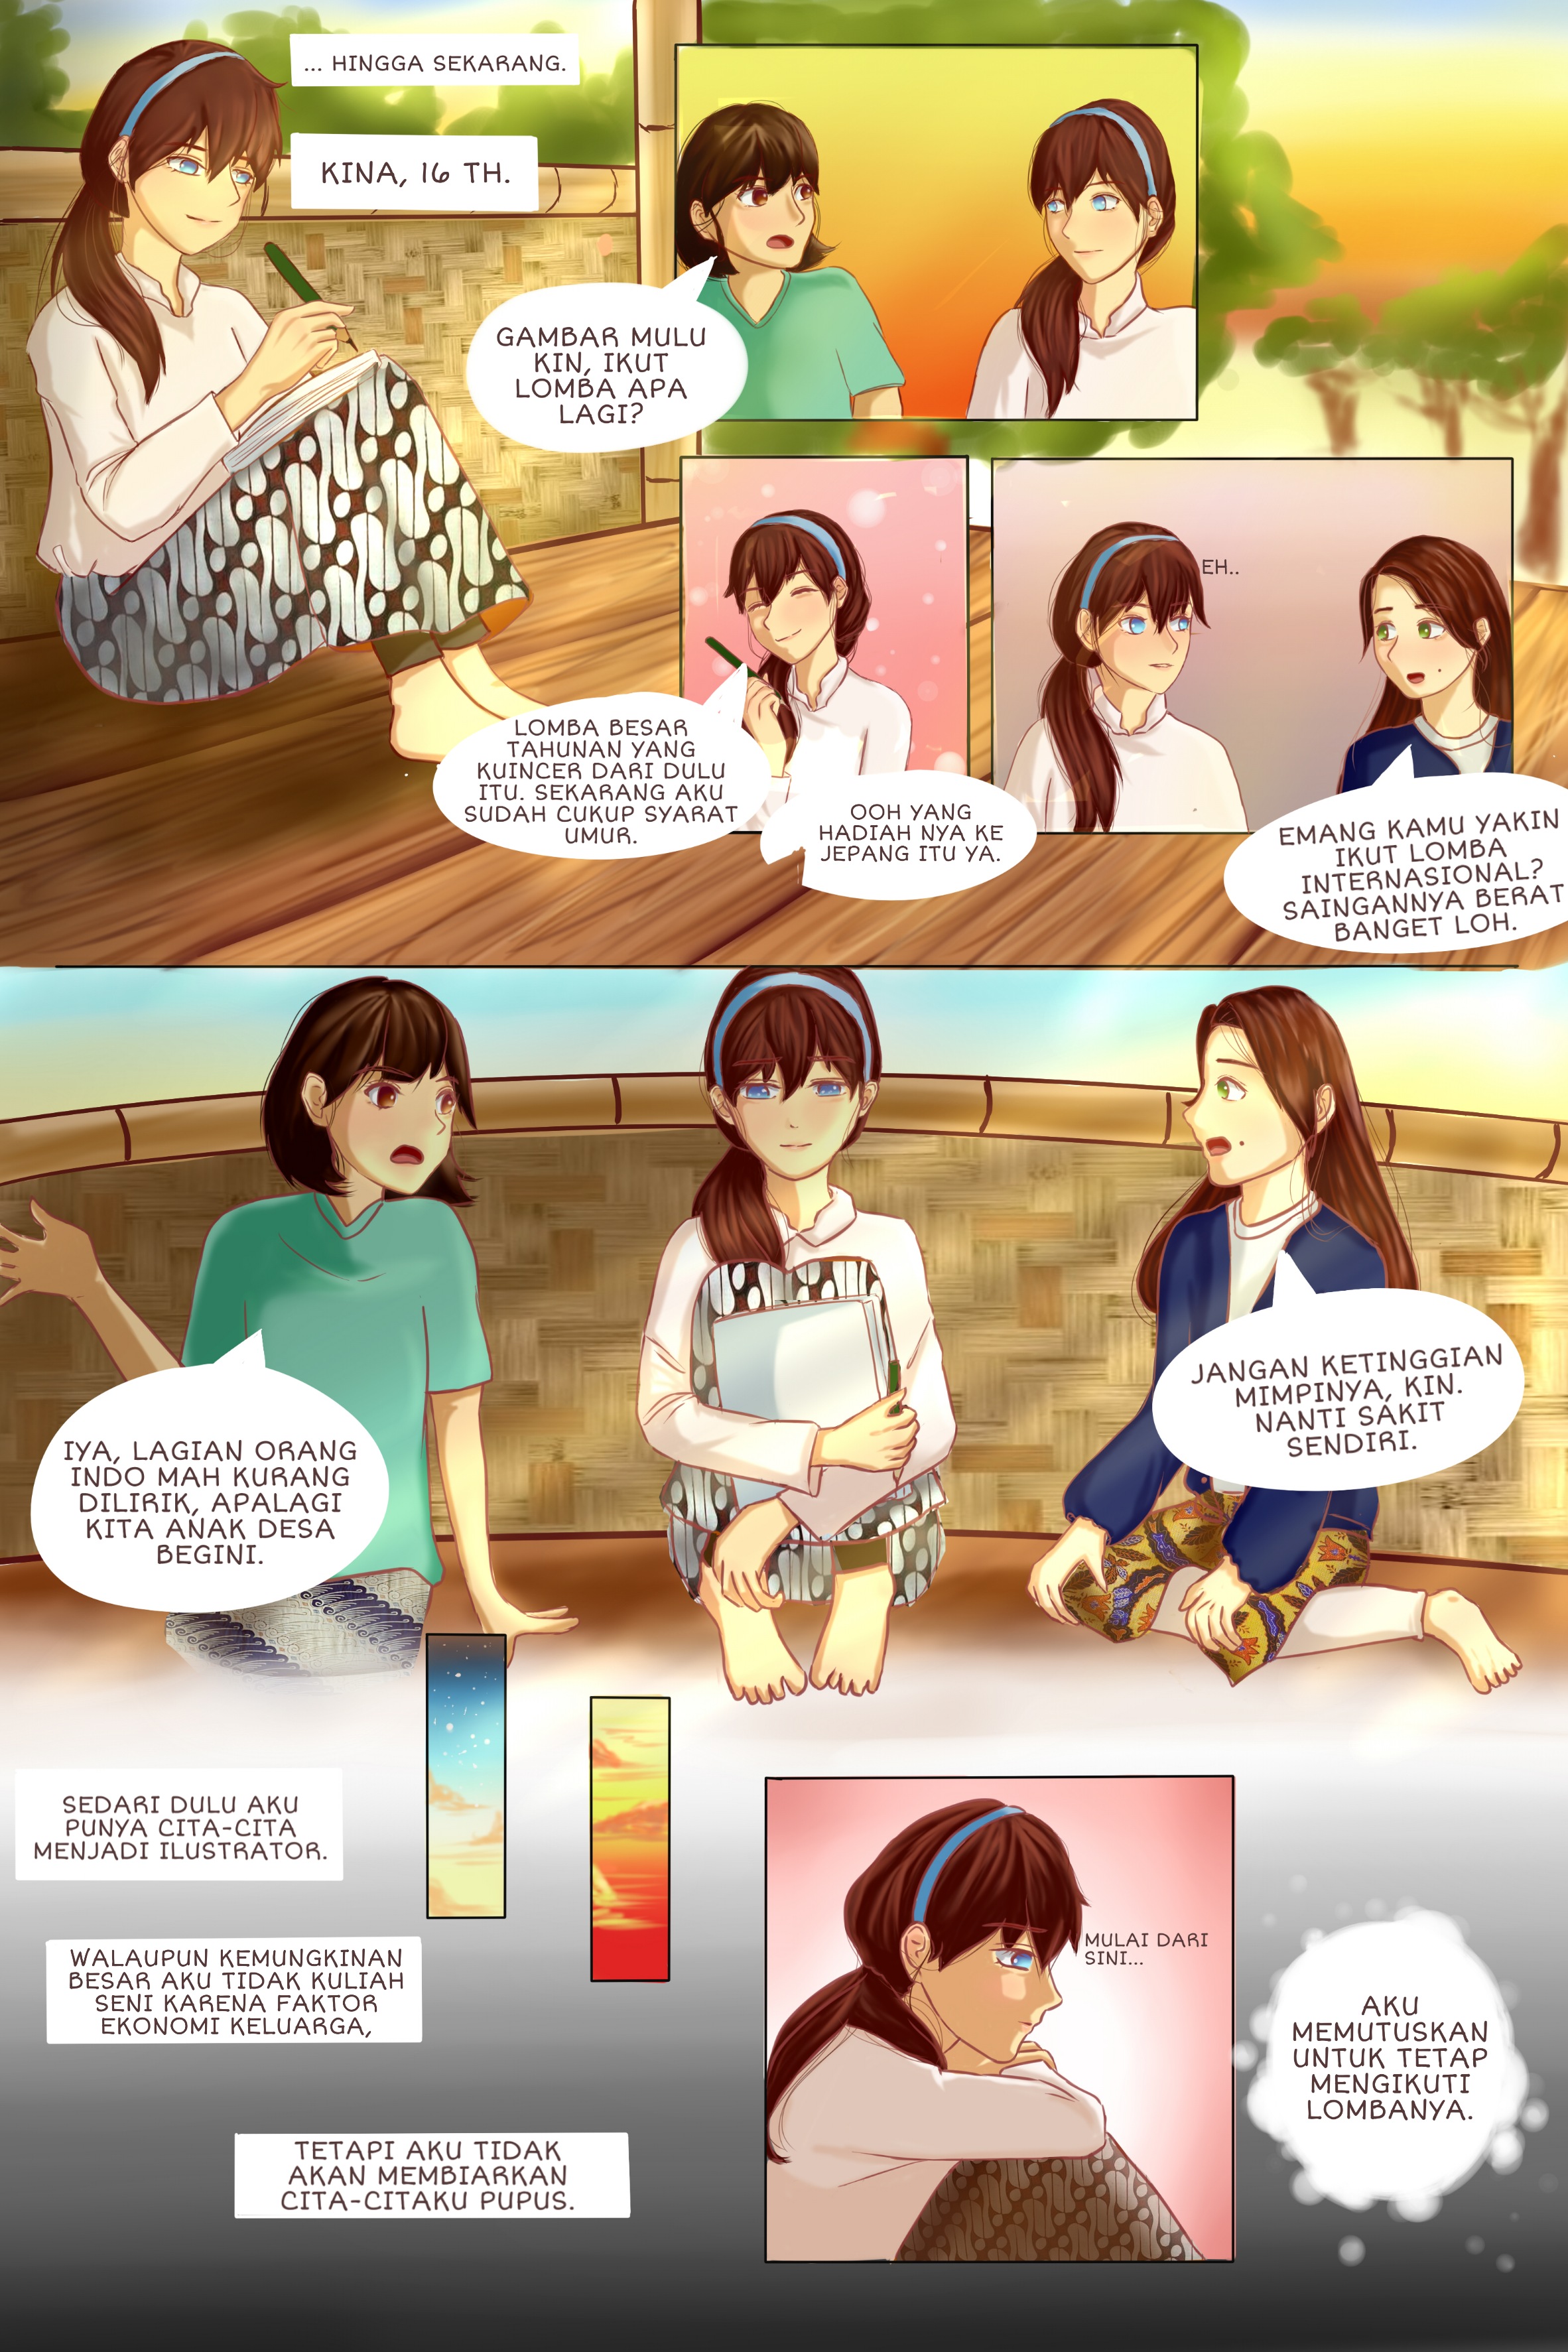 ... HINGGA SEKARANG.
KINA, 16 TH.
GAMBAR MULU
KIN, IKUT
LOMBA APA
LAGI?
LOMBA BESAR
TAHUNAN YANG
KUINCER DARI DULU
ITU. SEKARANG AKU
SUDAH CUKUP SYARAT
UMUR.
OOH YANG
HADIAH NYA KE
JEPANG ITU YA.
EH..
EMANG KAMU YAKIN
IKUT LOMBA
INTERNASIONAL?
SAINGANNYA BERAT
BANGET LOH.
IYA, LAGIAN ORANG
INDO MAH KURANG
DILIRIK, APALAGI
KITA ANAK DESA
BEGINI.
JANGAN KETINGGIAN
MIMPINYA, KIN.
NANTI SAKIT
SENDIRI.
SEDARI DULU AKU
PUNYA CITA-CITA
MENJADI ILUSTRATOR.
WALAUPUN KEMUNGKINAN
BESAR AKU TIDAK KULIAH
SENI KARENA FAKTOR
EKONOMI KELUARGA,
TETAPI AKU TIDAK
AKAN MEMBIARKAN
CITA-CITAKU PUPUS.
MULAI DARI
SINI...
AKU
MEMUTUSKAN
UNTUK TETAP
MENGIKUTI
LOMBANYA.